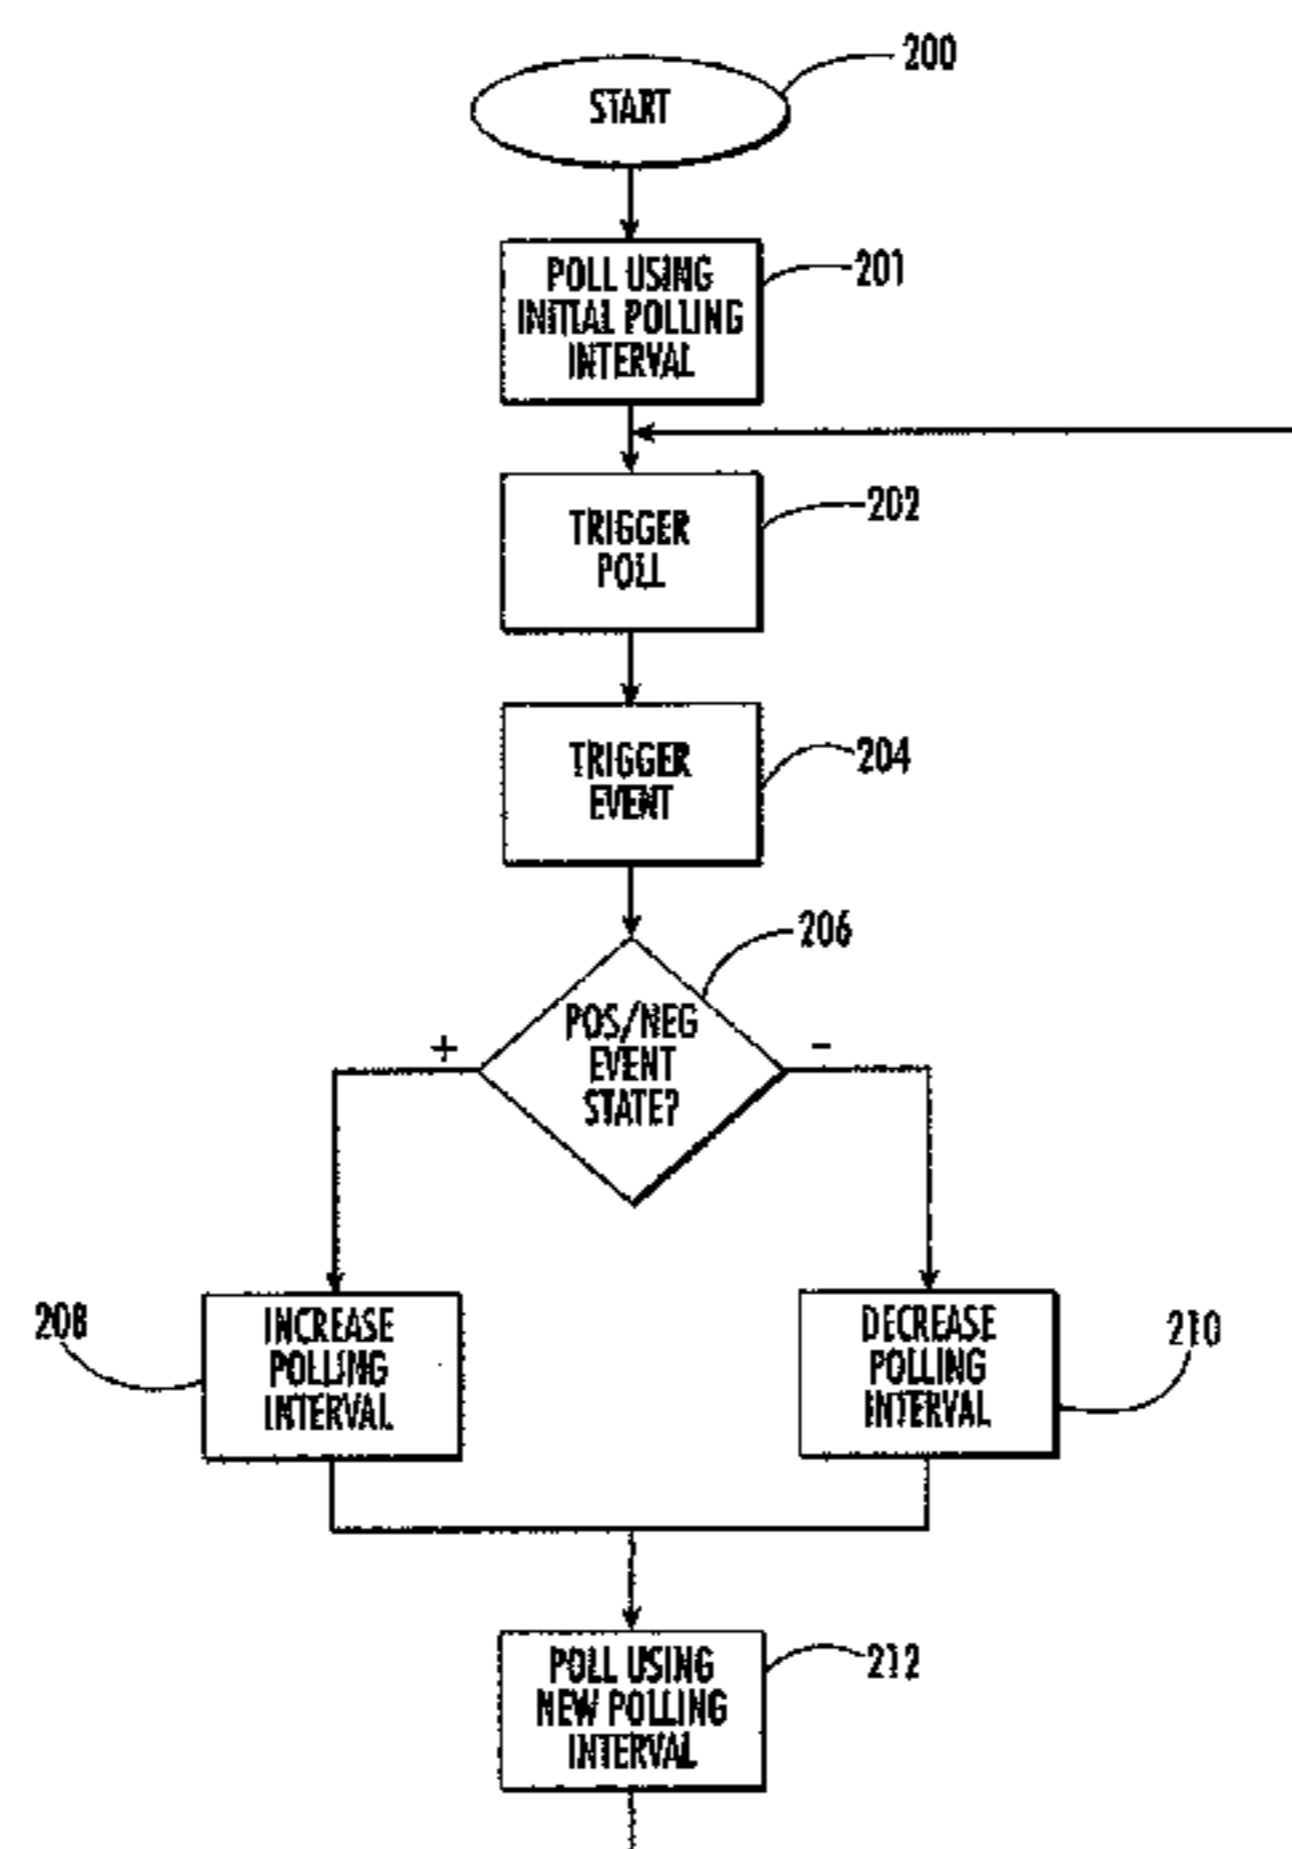 200
START
201
POLL USING
INITIAL POLLING
INTERVAL
202
TRIGGER
POLL
204
TRIGGER
EVENT
206
POS/NEG
EVENT
STATE?
+
-
208
INCREASE
POLLING
INTERVAL
DECREASE
POLLING
INTERVAL
210
212
POLL USING
NEW POLLING
INTERVAL